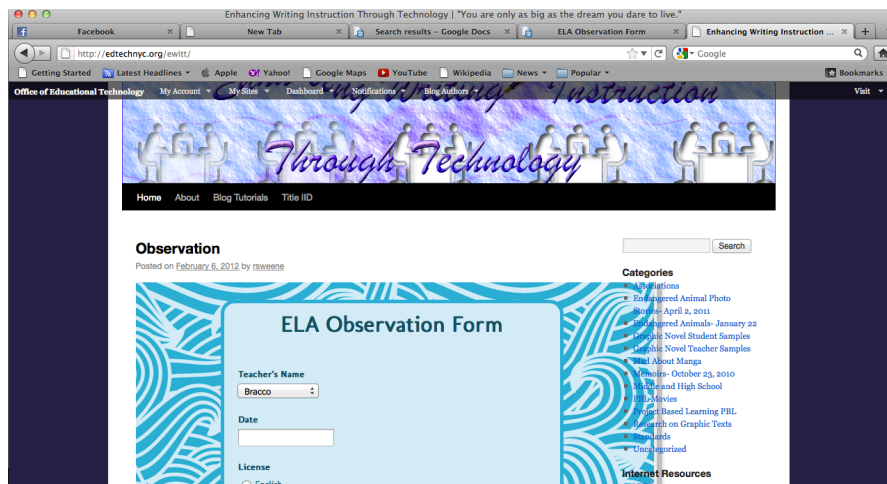 Enhancing Writing Instruction Through Technology | "You are only as big as the dream you dare to live."
Facebook
New Tab
Search results – Google Docs
ELA Observation Form
Enhancing Writing Instruction ...
http://edtechnyc.org/ewitt/
Google
Getting Started
Latest Headlines
Apple
Yahoo!
Google Maps
YouTube
Wikipedia
News
Popular
Bookmarks
Office of Educational Technology
My Account
My Sites
Dashboard
Notifications
Blog Authors
Visit
Writing Instruction
Through Technology
Home
About
Blog Tutorials
Title IID
Observation
Posted on February 6, 2012 by rsweene
ELA Observation Form
Teacher's Name
Bracco
Date
License
English
Search
Categories
Associations
Endangered Animal Photo
Stories- April 2, 2011
Endangered Animals- January 22
Graphic Novel Student Samples
Graphic Novel Teacher Samples
Mad About Manga
Memoirs- October 23, 2010
Middle and High School
PBL-Movies
Project Based Learning PBL
Research on Graphic Texts
Standards
Uncategorized
Internet Resources